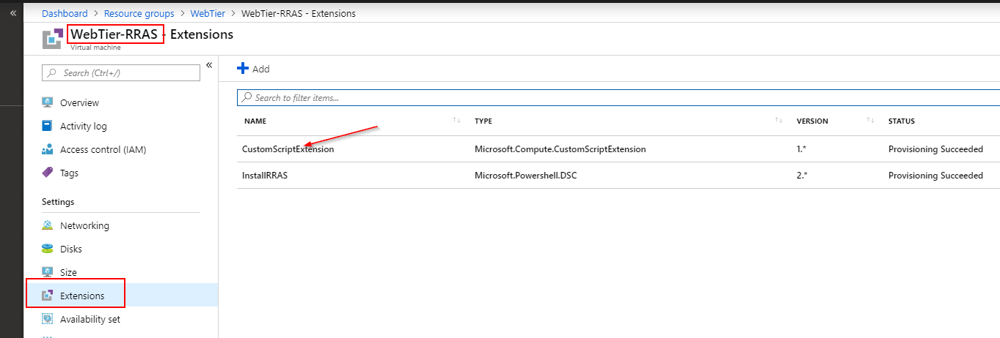 Dashboard > Resource groups > WebTier > WebTier-RRAS - Extensions
WebTier-RRAS - Extensions
Virtual machine
Search (Ctrl+/)
Overview
Activity log
Access control (IAM)
Tags
Settings
Networking
Disks
Size
Extensions
Availability set
Add
Search to filter items...
NAME TYPE VERSION STATUS
CustomScriptExtension Microsoft.Compute.CustomScriptExtension 1.* Provisioning Succeeded
InstallRRAS Microsoft.Powershell.DSC 2.* Provisioning Succeeded